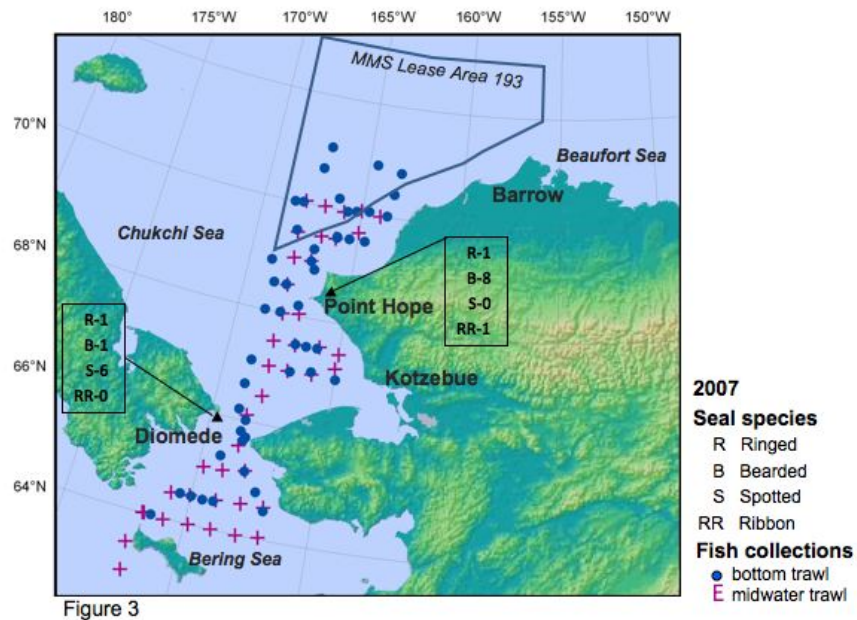 180° 175°W 170°W 165°W 160°W 155°W 150°W
MMS Lease Area 193
70°N
Beaufort Sea
Barrow
Chukchi Sea
68°N
R-1
B-8
S-0
RR-1
Point Hope
R-1
B-1
S-6
RR-0
66°N
Kotzebue
Diomede
64°N
Bering Sea
2007
Seal species
R Ringed
B Bearded
S Spotted
RR Ribbon
Fish collections
bottom trawl
E midwater trawl
Figure 3